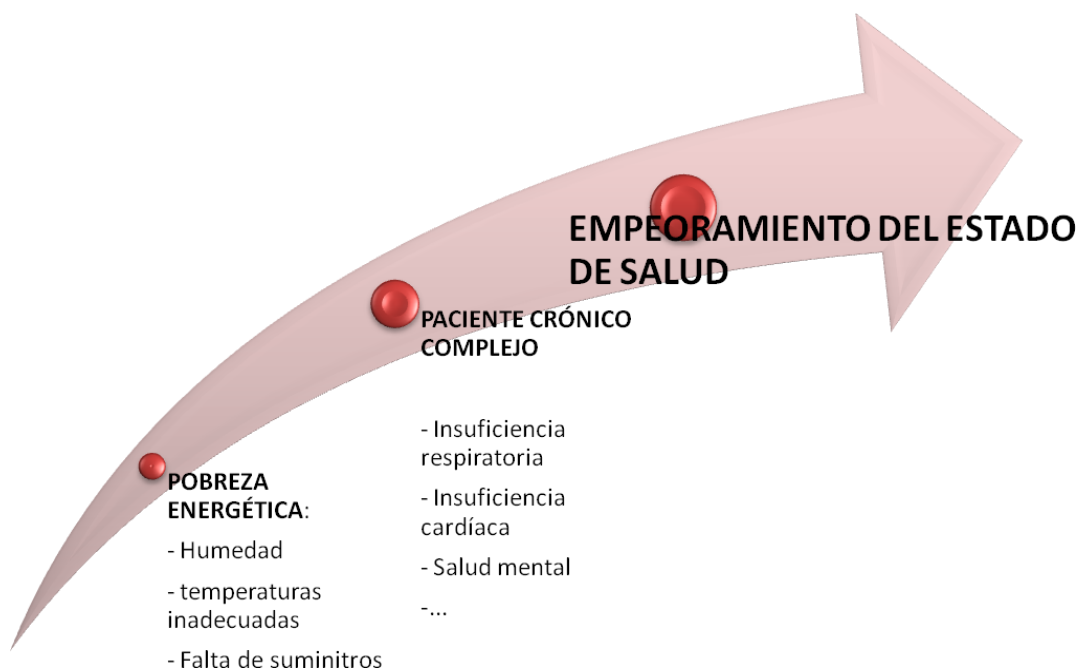 EMPEORAMIENTO DEL ESTADO
DE SALUD
PACIENTE CRÓNICO
COMPLEJO
- Insuficiencia
respiratoria
- Insuficiencia
cardíaca
- Salud mental
-...
POBREZA
ENERGÉTICA:
- Humedad
- temperaturas
inadecuadas
- Falta de suminitros